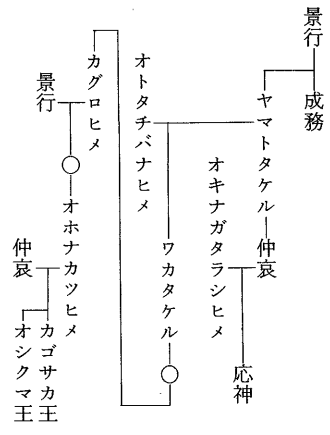 景行
成務
ヤマトタケル
仲哀
オキナガタラシヒメ
応神
オトタチバナヒメ
ワカタケル
カグロヒメ
景行
オホナカツヒメ
仲哀
カゴサカ王
オシクマ王